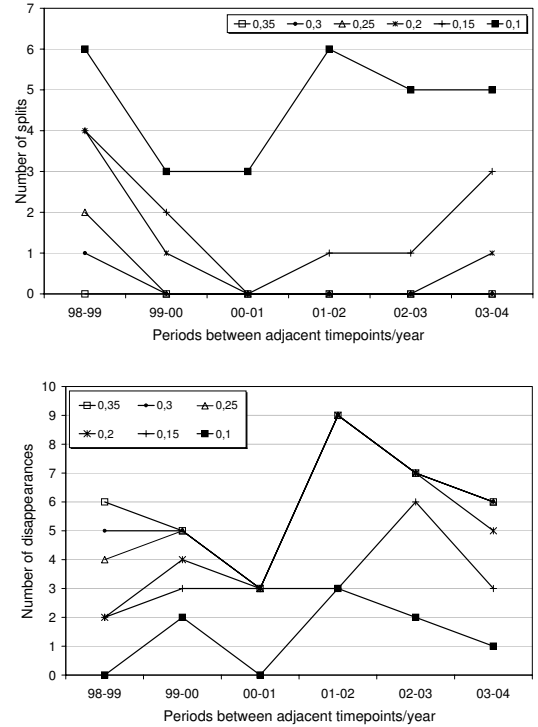 7
0,35 0,3 0,25 0,2 0,15 0,1
6
5
4
3
2
1
0
Number of splits
98-99 99-00 00-01 01-02 02-03 03-04
Periods between adjacent timepoints/year
10
0,35 0,3 0,25
9
0,2 0,15 0,1
8
7
6
5
4
3
2
1
0
Number of disappearances
98-99 99-00 00-01 01-02 02-03 03-04
Periods between adjacent timepoints/year